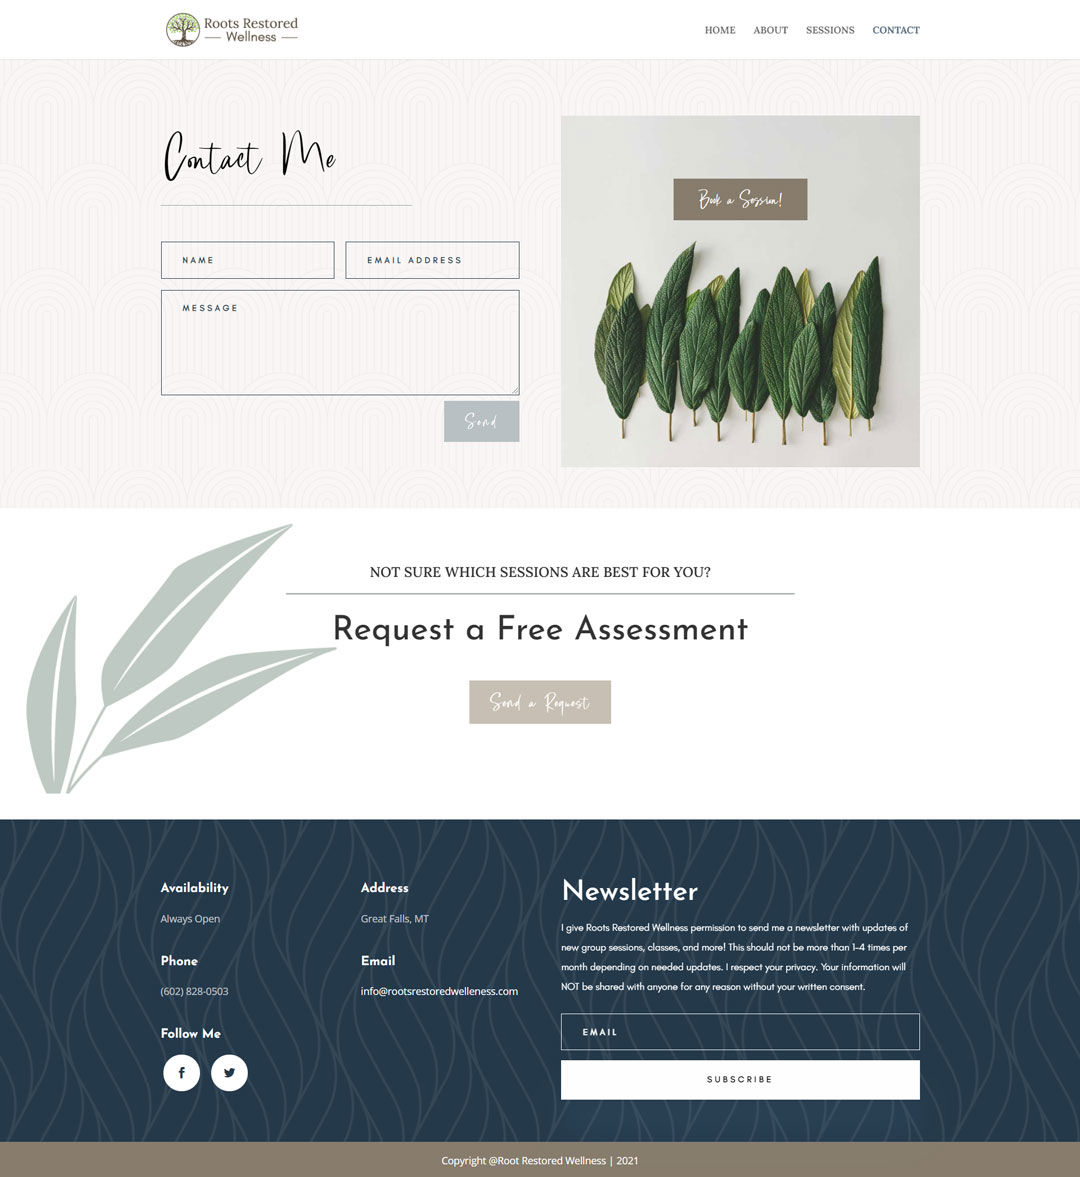 Roots Restored
Wellness
HOME ABOUT SESSIONS CONTACT
Contact Me
NAME EMAIL ADDRESS
MESSAGE
Send
Book a Session!
NOT SURE WHICH SESSIONS ARE BEST FOR YOU?
Request a Free Assessment
Send a Request
Availability
Always Open
Phone
(602) 828-0503
Follow Me
Address
Great Falls, MT
Email
info@rootsrestoredwelleness.com
Newsletter
I give Roots Restored Wellness permission to send me a newsletter with updates of
new group sessions, classes, and more! This should not be more than 1-4 times per
month depending on needed updates. I respect your privacy. Your information will
NOT be shared with anyone for any reason without your written consent.
EMAIL
SUBSCRIBE
Copyright @Root Restored Wellness | 2021